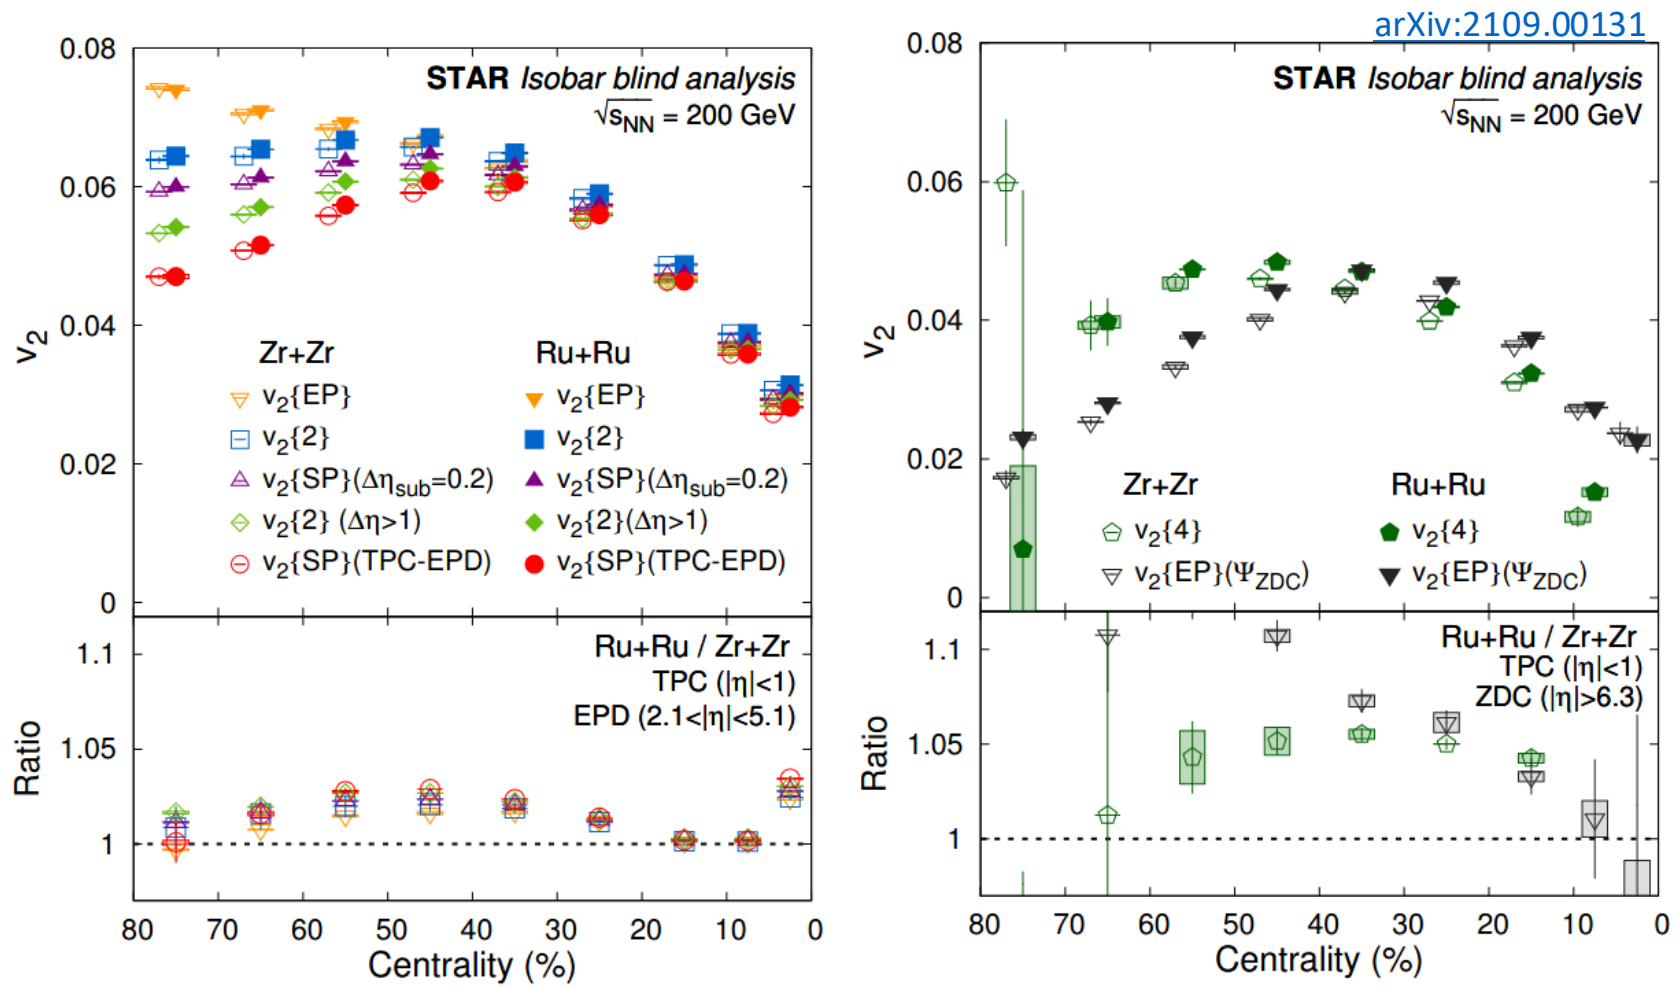 arXiv:2109.00131
STAR Isobar blind analysis
√sNN = 200 GeV
0.08
0.06
0.04
0.02
0
v2
Zr+Zr Ru+Ru
v2{EP} v2{EP}
v2{2} v2{2}
v2{SP}(Δηsub=0.2) v2{SP}(Δηsub=0.2)
v2{2} (Δη>1) v2{2}(Δη>1)
v2{SP}(TPC-EPD) v2{SP}(TPC-EPD)
Ru+Ru / Zr+Zr
TPC (|η|<1)
EPD (2.1<|η|<5.1)
1.1
1.05
1
Ratio
80 70 60 50 40 30 20 10 0
Centrality (%)
STAR Isobar blind analysis
√sNN = 200 GeV
0.08
0.06
0.04
0.02
0
v2
Zr+Zr Ru+Ru
v2{4} v2{4}
v2{EP}(ΨZDC) v2{EP}(ΨZDC)
Ru+Ru / Zr+Zr
TPC (|η|<1)
ZDC (|η|>6.3)
1.1
1.05
1
Ratio
80 70 60 50 40 30 20 10 0
Centrality (%)